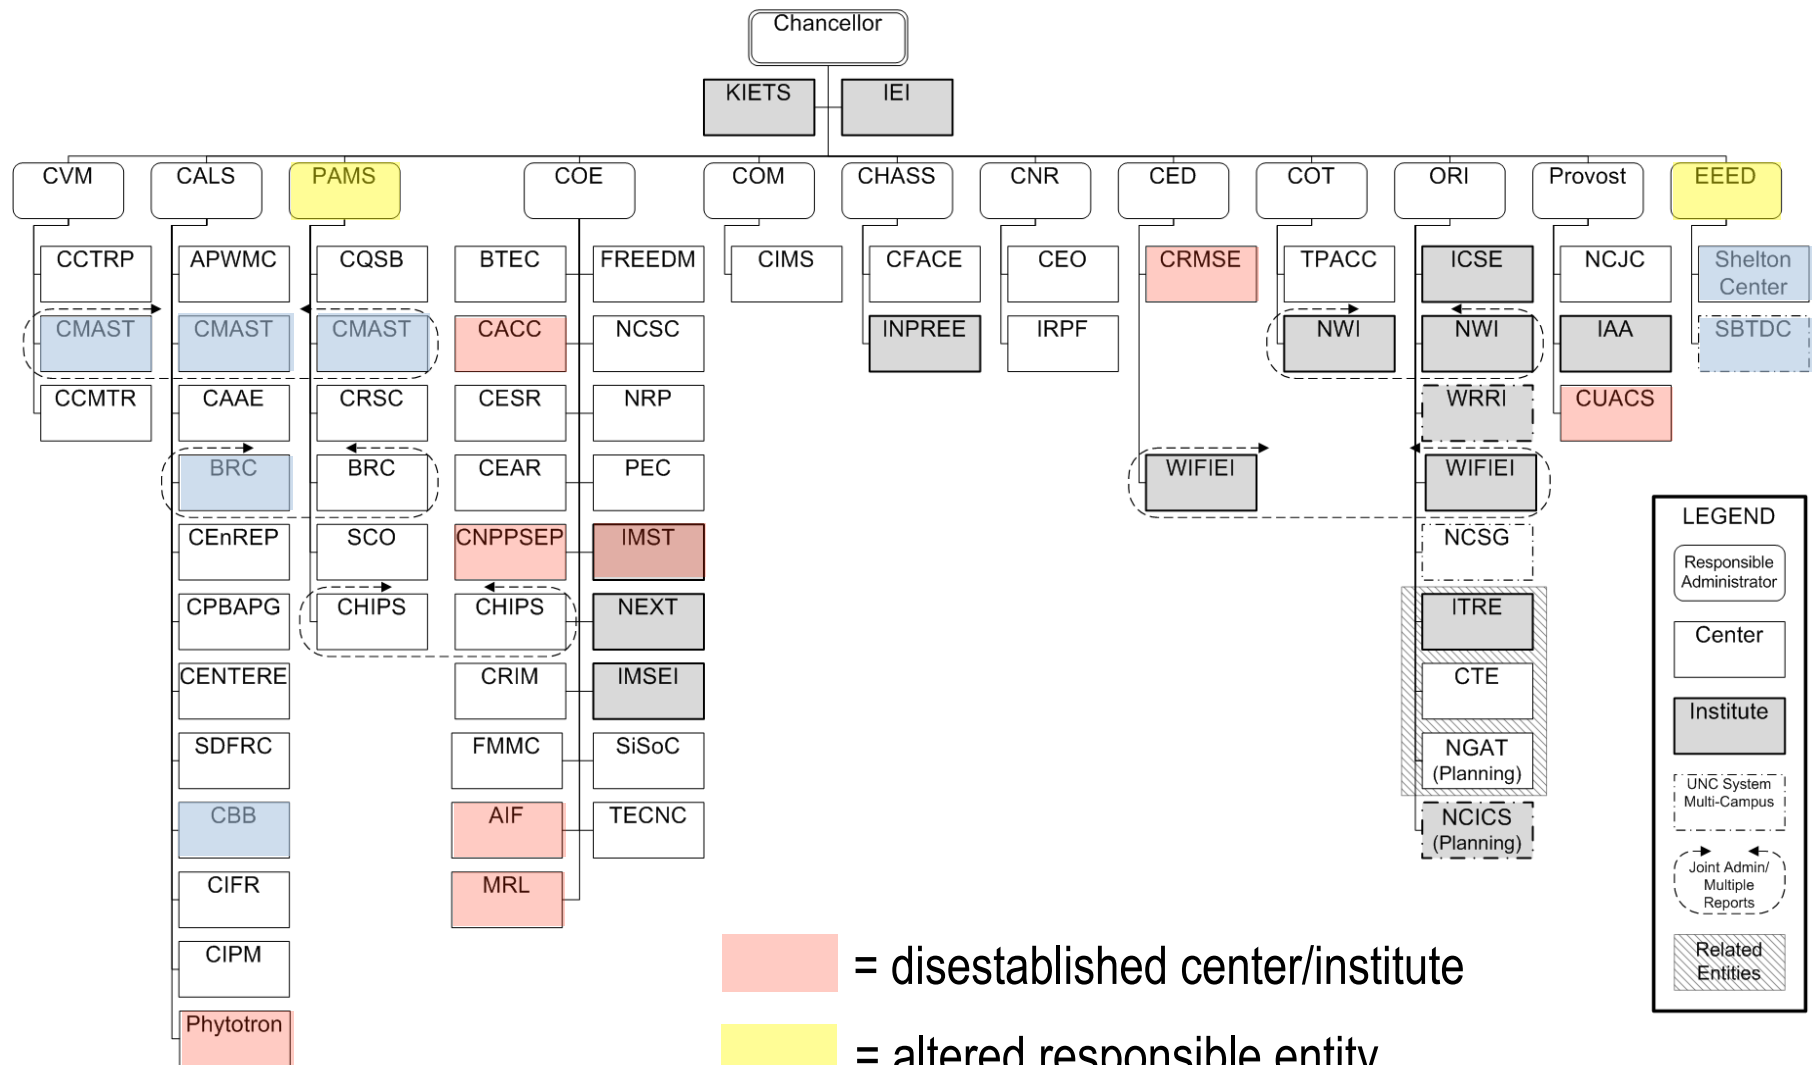 Chancellor
KIETS
IEI
CVM
CALS
PAMS
COE
COM
CHASS
CNR
CED
COT
ORI
Provost
EEED
CCTRP
APWMC
CQSB
BTEC
FREEDM
CIMS
CFACE
CEO
CRMSE
TPACC
ICSE
NCJC
Shelton
Center
CMAST
CMAST
CMAST
CACC
NCSC
INPREE
IRPF
NWI
NWI
IAA
SBTDC
CCMTR
CAAE
CRSC
CESR
NRP
WRRI
CUACS
BRC
BRC
CEAR
PEC
WIFIEI
WIFIEI
CEnREP
SCO
CNPPSEP
IMST
NCSG
CPBAPG
CHIPS
CHIPS
NEXT
ITRE
CENTERE
CRIM
IMSEI
CTE
SDFRC
FMMC
SiSoC
NGAT
(Planning)
CBB
AIF
TECNC
NCICS
(Planning)
CIFR
MRL
CIPM
Phytotron
LEGEND
Responsible
Administrator
Center
Institute
UNC System
Multi-Campus
Joint Admin/
Multiple
Reports
Related
Entities
= disestablished center/institute
= altered responsible entity